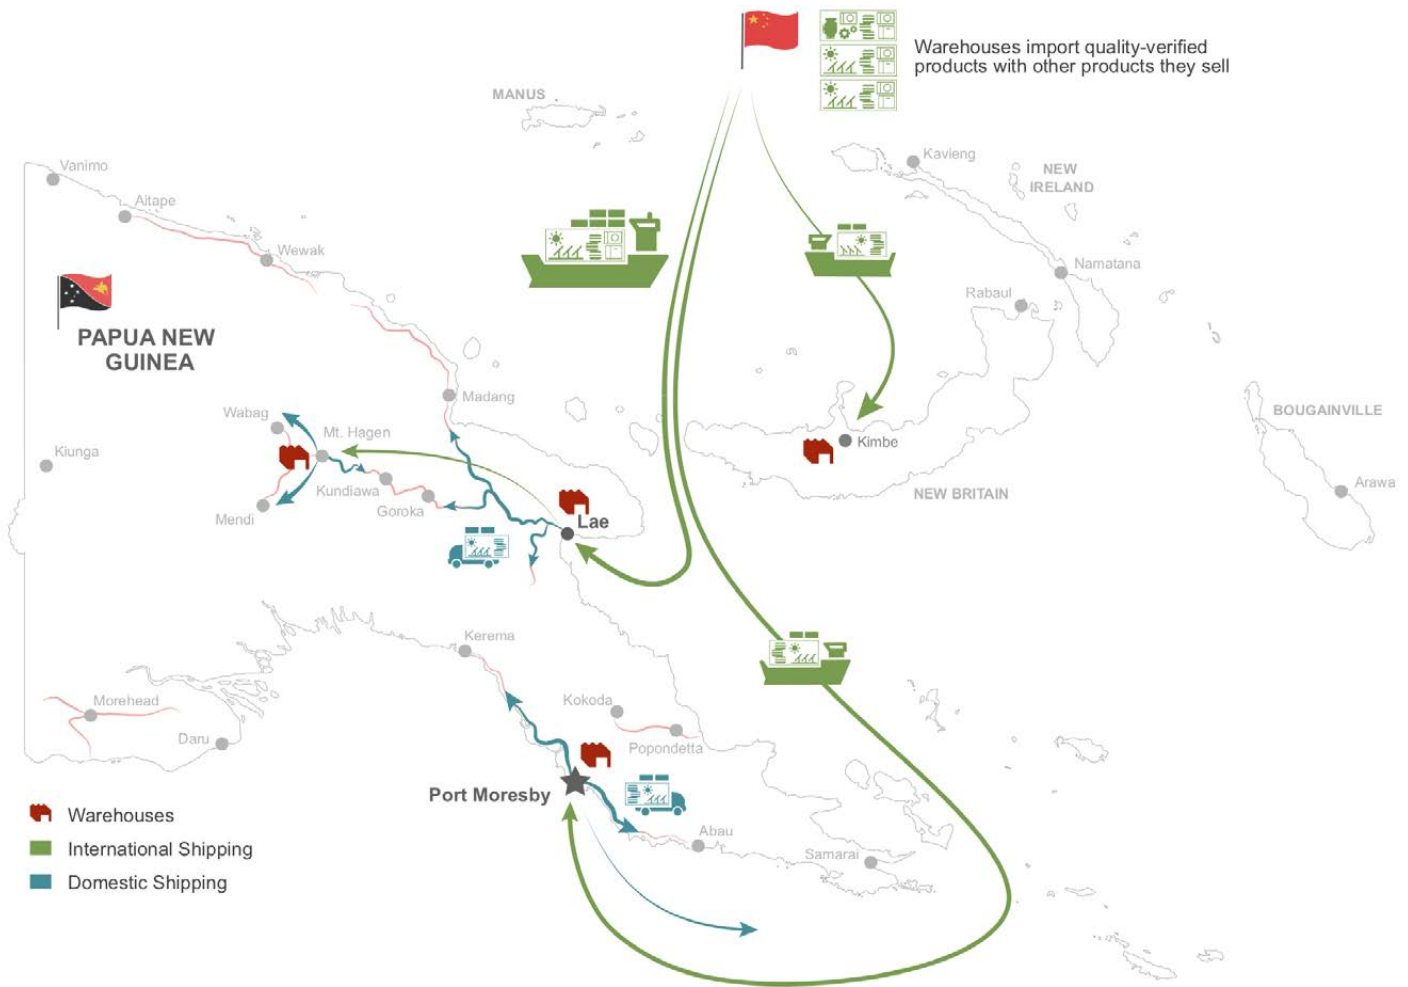 Warehouses import quality-verified
products with other products they sell
MANUS
Kavieng
NEW
IRELAND
Vanimo
Aitape
Wewak
Namatana
Rabaul
PAPUA NEW
GUINEA
Madang
Wabag
Mt. Hagen
BOUGAINVILLE
Kimbe
Kiunga
Kundiawa
Goroka
Mendi
NEW BRITAIN
Arawa
Lae
Kerema
Morehead
Kokoda
Daru
Popondetta
Port Moresby
Abau
Samarai
Warehouses
International Shipping
Domestic Shipping